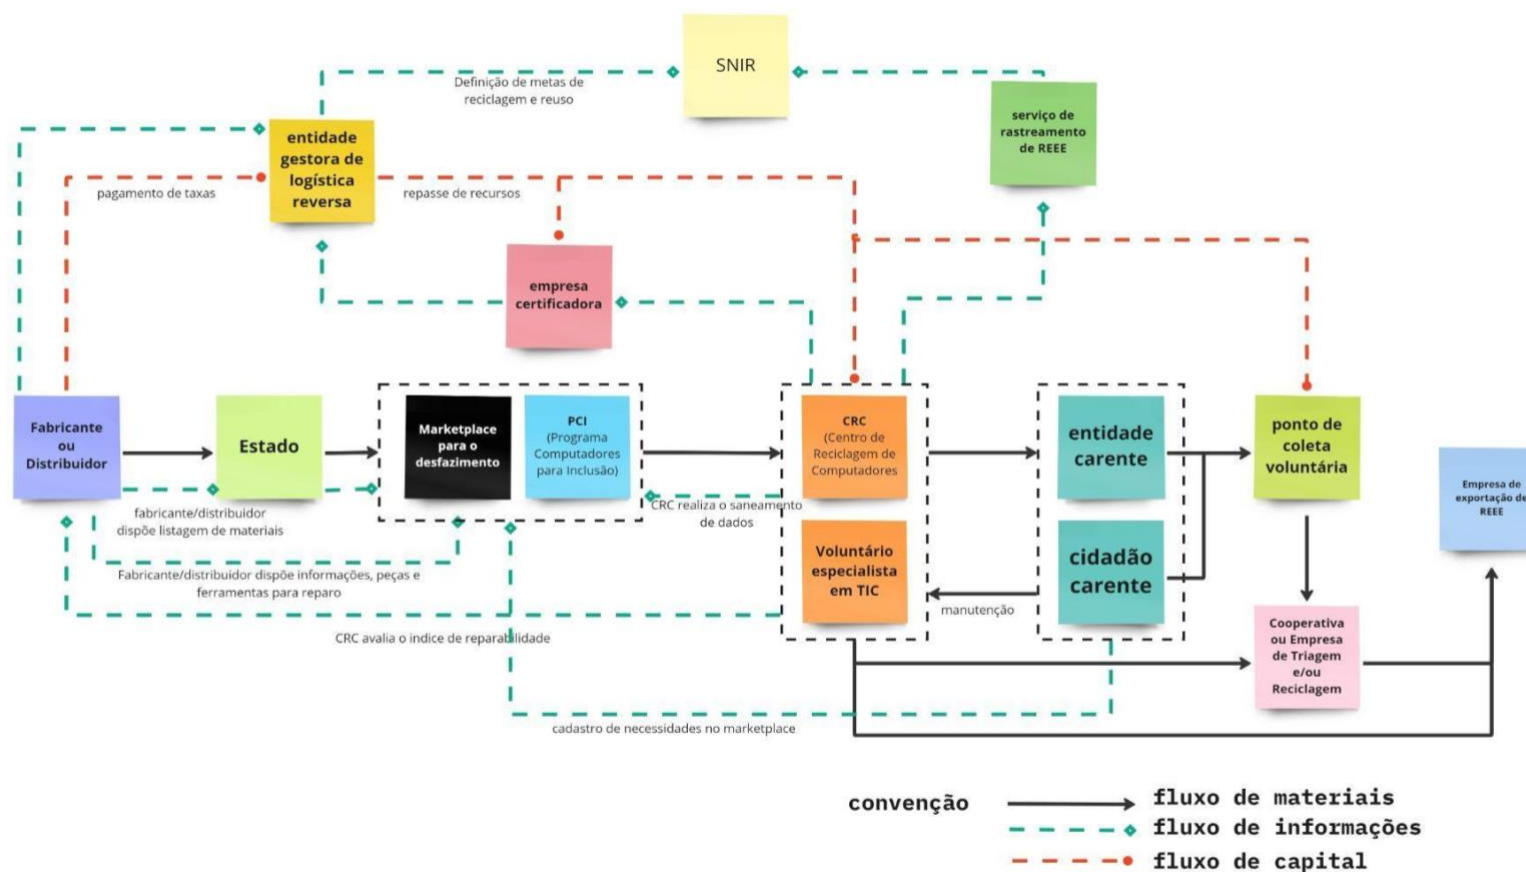 SNIR
Definição de metas de
reciclagem e reuso
serviço de
rastreamento
de REEE
entidade
gestora de
logística
reversa
pagamento de taxas
repasse de recursos
empresa
certificadora
Fabricante
ou
Distribuidor
Estado
Marketplace
para o
desfazimento
PCI
(Programa
Computadores
para Inclusão)
CRC
(Centro de
Reciclagem de
Computadores
entidade
carente
ponto de
coleta
voluntária
Empresa de
exportação de
REEE
fabricante/distribuidor
dispõe listagem de materiais
CRC realiza o saneamento
de dados
Voluntário
especialista
em TIC
cidadão
carente
Fabricante/distribuidor dispõe informações, peças e
ferramentas para reparo
manutenção
CRC avalia o indice de reparabilidade
Cooperativa
ou Empresa
de Triagem
e/ou
Reciclagem
cadastro de necessidades no marketplace
convenção
fluxo de materiais
fluxo de informações
fluxo de capital